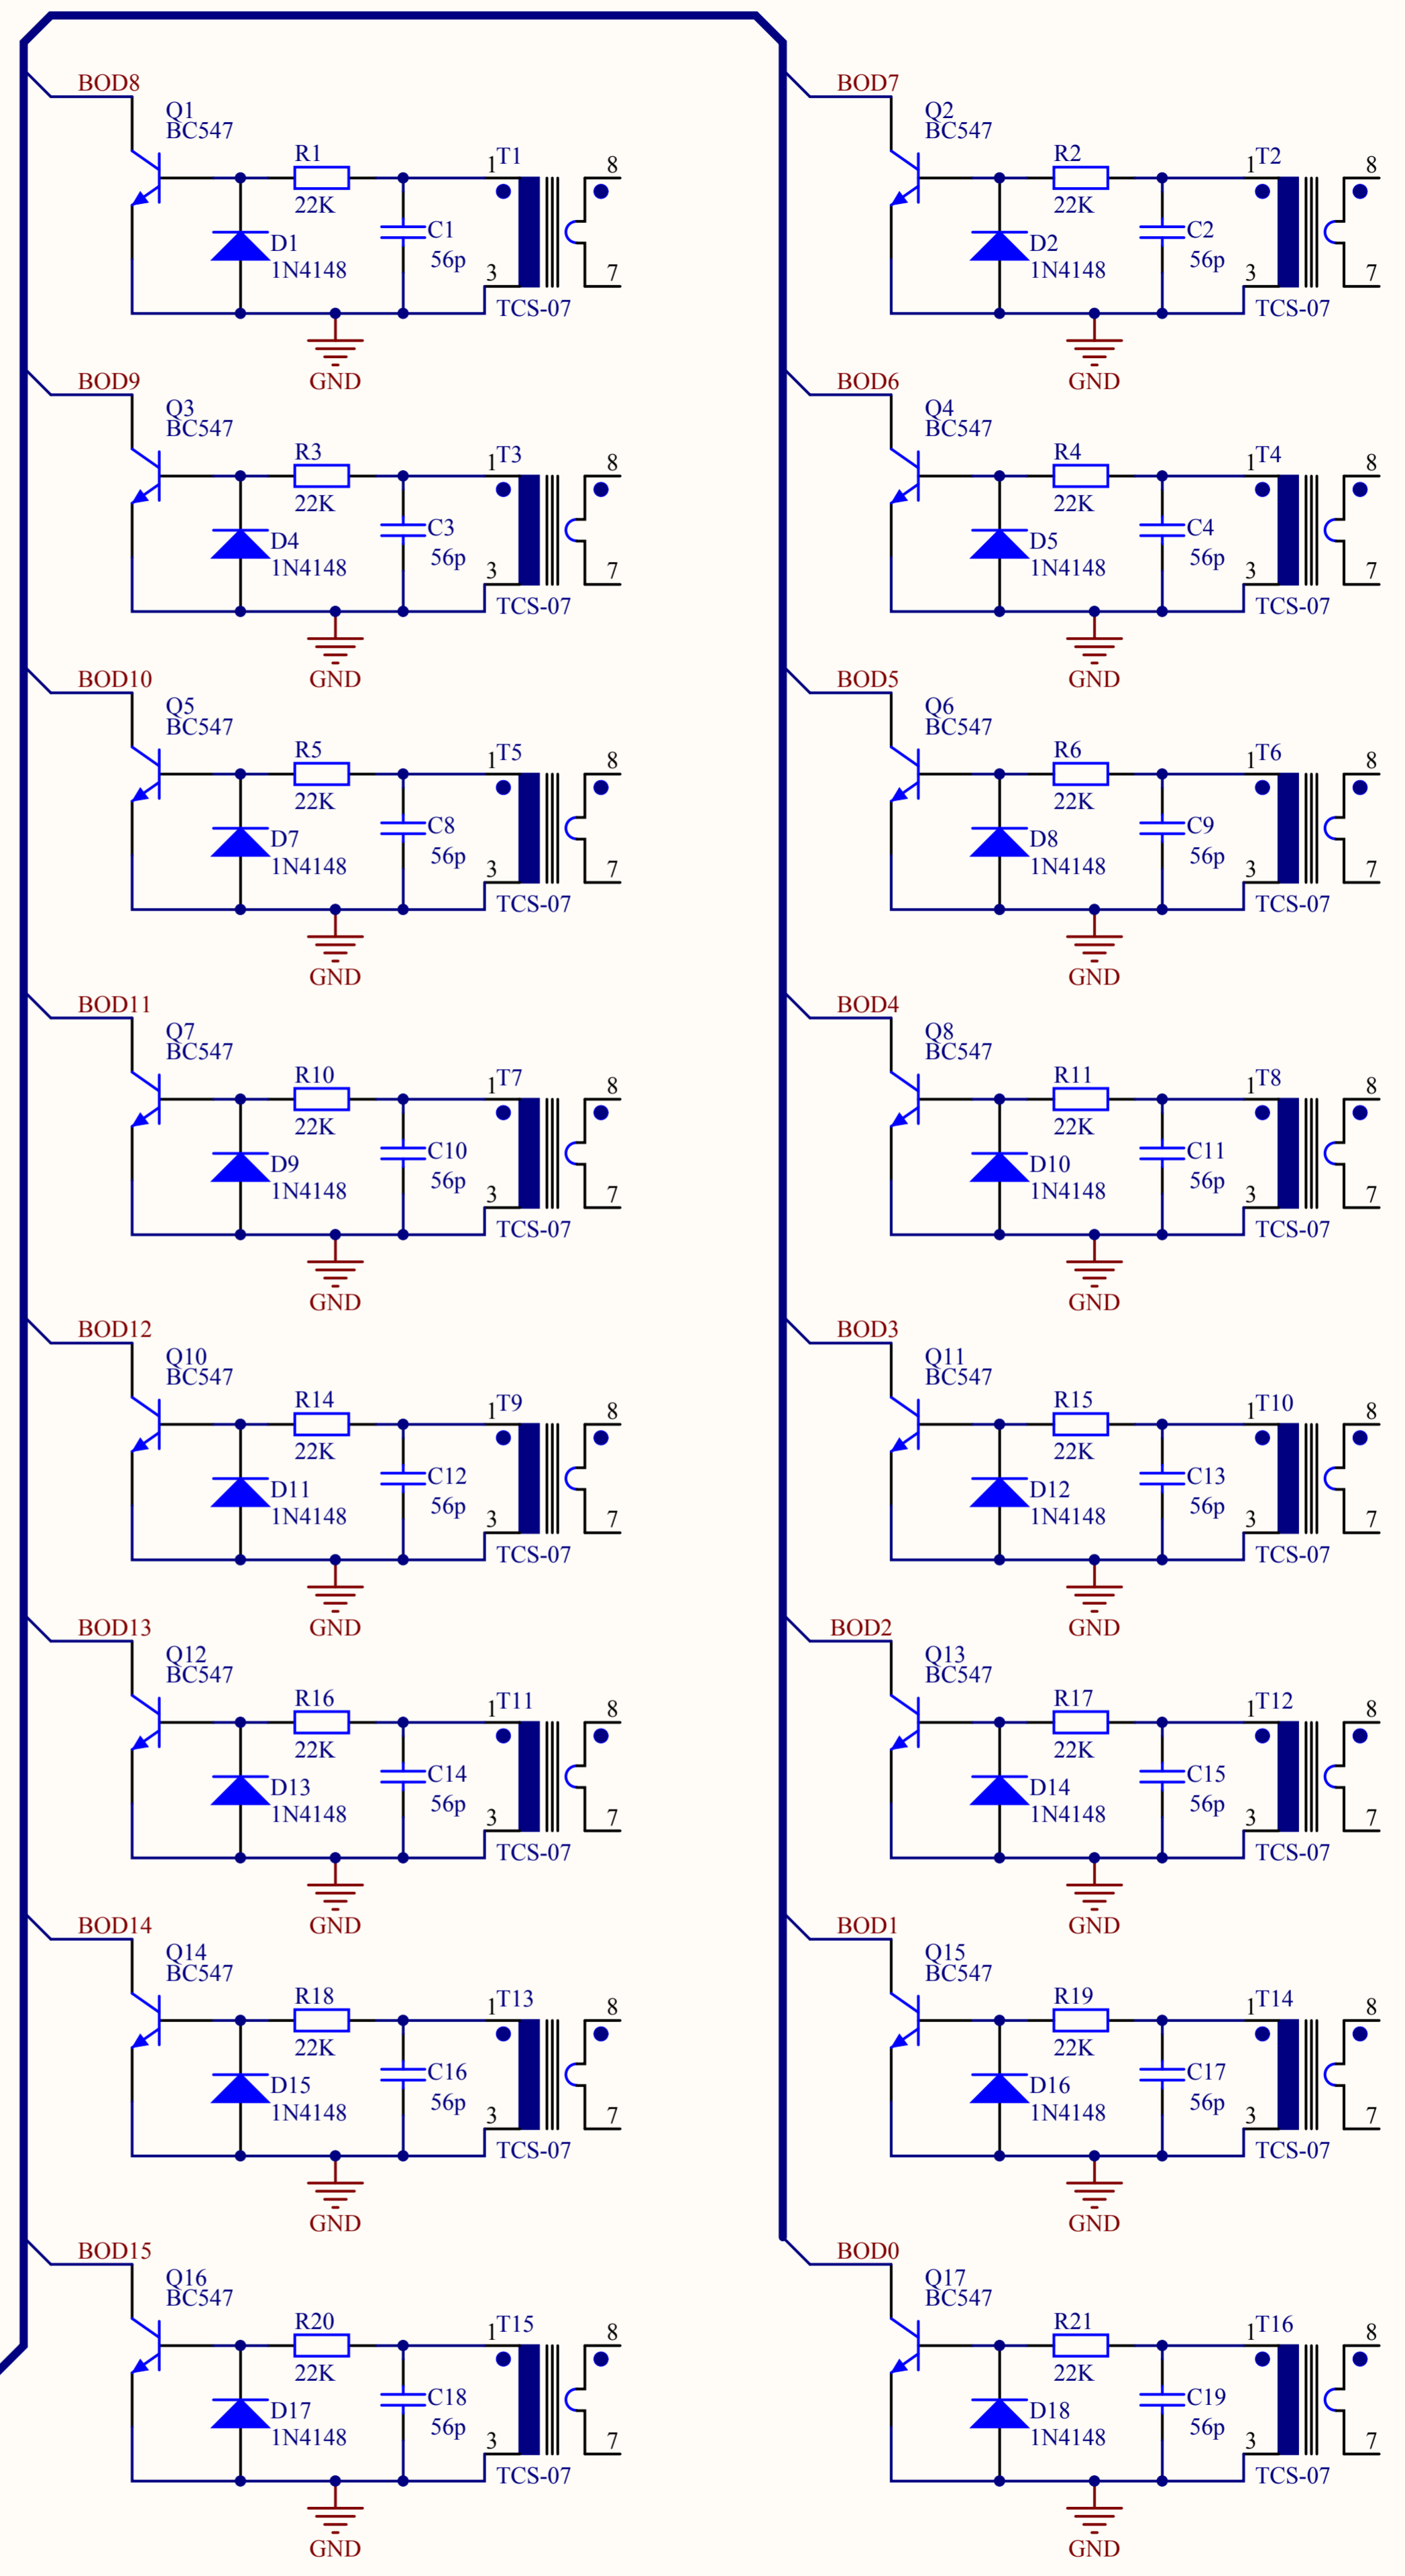 BOD8
Q1
BC547
R1
22K
D1
1N4148
C1
56p
1 T1 8
3 7
TCS-07
GND
BOD7
Q2
BC547
R2
22K
D2
1N4148
C2
56p
1 T2 8
3 7
TCS-07
GND
BOD9
Q3
BC547
R3
22K
D4
1N4148
C3
56p
1 T3 8
3 7
TCS-07
GND
BOD6
Q4
BC547
R4
22K
D5
1N4148
C4
56p
1 T4 8
3 7
TCS-07
GND
BOD10
Q5
BC547
R5
22K
D7
1N4148
C8
56p
1 T5 8
3 7
TCS-07
GND
BOD5
Q6
BC547
R6
22K
D8
1N4148
C9
56p
1 T6 8
3 7
TCS-07
GND
BOD11
Q7
BC547
R10
22K
D9
1N4148
C10
56p
1 T7 8
3 7
TCS-07
GND
BOD4
Q8
BC547
R11
22K
D10
1N4148
C11
56p
1 T8 8
3 7
TCS-07
GND
BOD12
Q10
BC547
R14
22K
D11
1N4148
C12
56p
1 T9 8
3 7
TCS-07
GND
BOD3
Q11
BC547
R15
22K
D12
1N4148
C13
56p
1 T10 8
3 7
TCS-07
GND
BOD13
Q12
BC547
R16
22K
D13
1N4148
C14
56p
1 T11 8
3 7
TCS-07
GND
BOD2
Q13
BC547
R17
22K
D14
1N4148
C15
56p
1 T12 8
3 7
TCS-07
GND
BOD14
Q14
BC547
R18
22K
D15
1N4148
C16
56p
1 T13 8
3 7
TCS-07
GND
BOD1
Q15
BC547
R19
22K
D16
1N4148
C17
56p
1 T14 8
3 7
TCS-07
GND
BOD15
Q16
BC547
R20
22K
D17
1N4148
C18
56p
1 T15 8
3 7
TCS-07
GND
BOD0
Q17
BC547
R21
22K
D18
1N4148
C19
56p
1 T16 8
3 7
TCS-07
GND